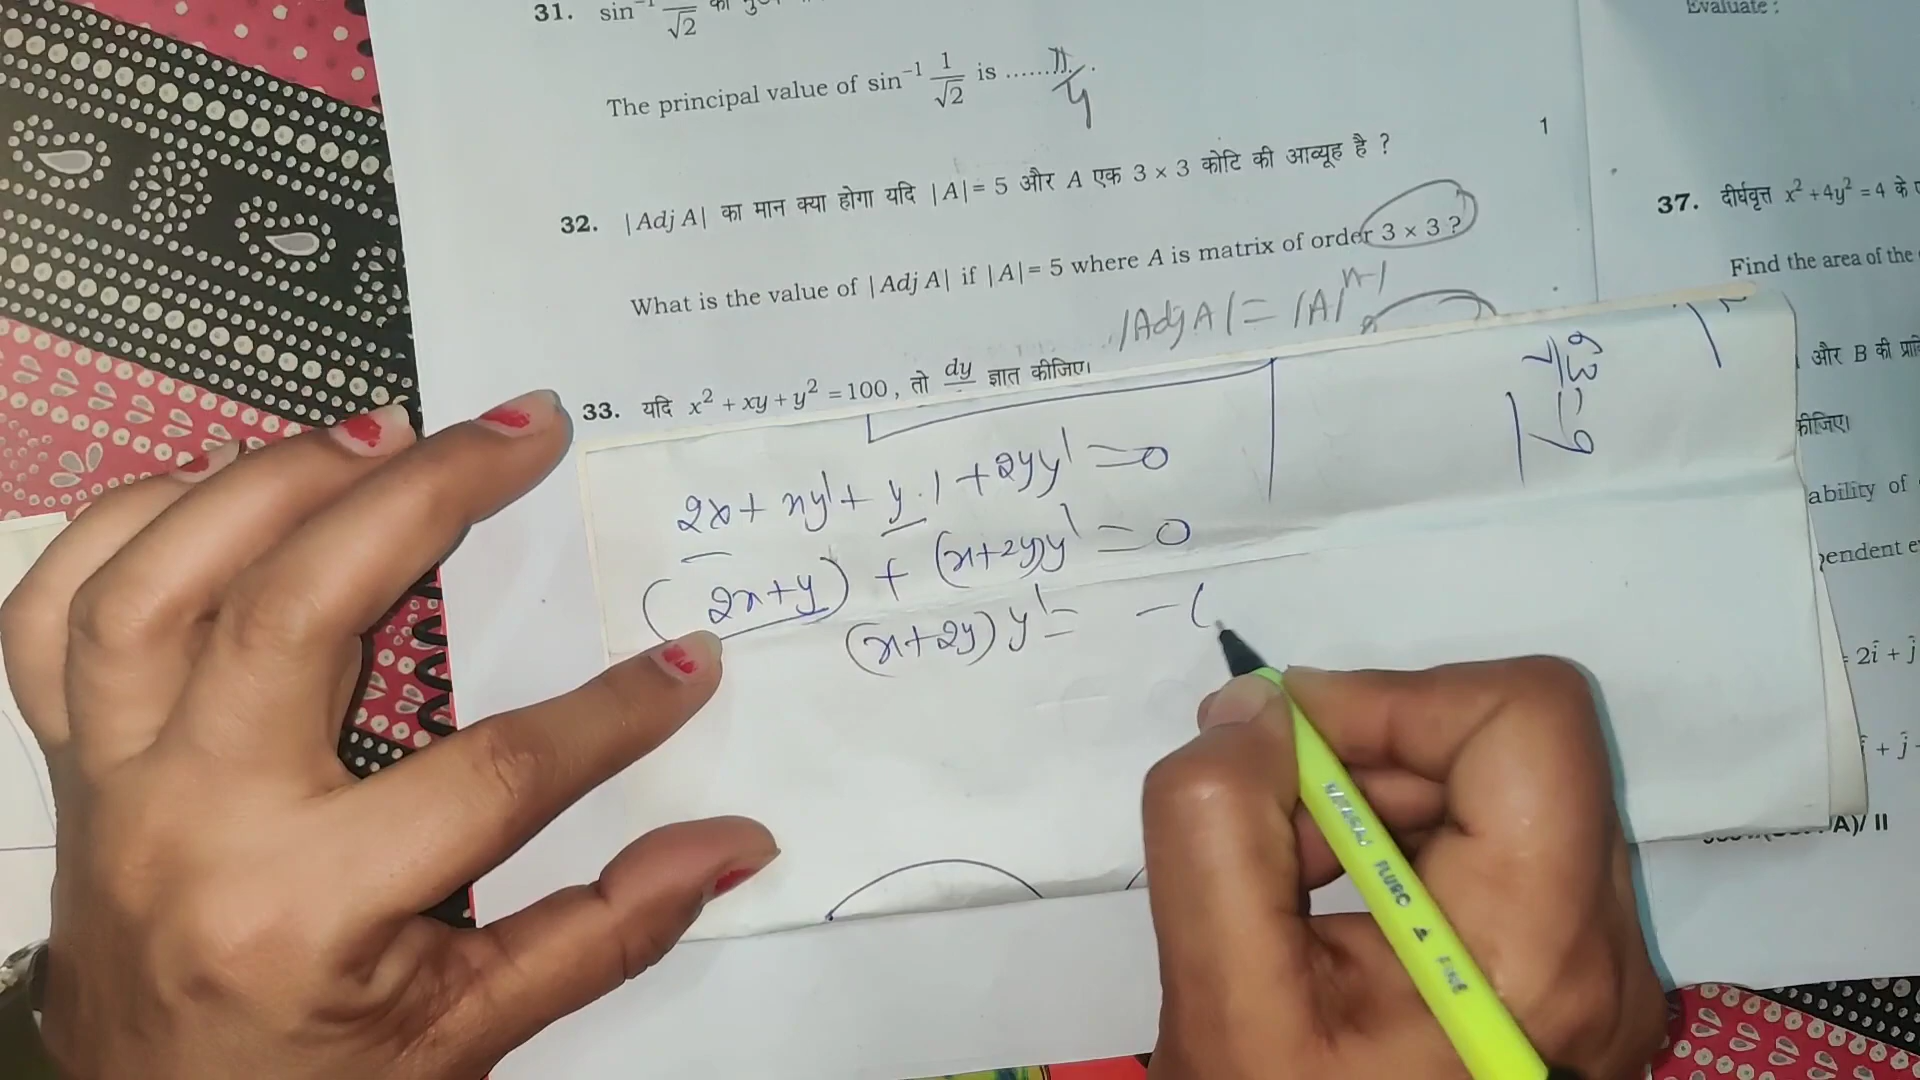 31. sin⁻¹ 1/√2 का
The principal value of sin⁻¹ 1/√2 is .......... π/4
1
32. |Adj A| का मान क्या होगा यदि |A| = 5 और A एक 3 × 3 कोटि की आव्यूह है ?
What is the value of |Adj A| if |A| = 5 where A is matrix of order 3 × 3 ?
|Adj A| = |A|ⁿ⁻¹
33. यदि x² + xy + y² = 100, तो dy ज्ञात कीजिए।
2x + xy' + y·1 + 2yy' = 0
(2x+y) + (x+2y)y' = 0
(x+2y) y' = -(
Evaluate :
37. दीर्घवृत्त x² + 4y² = 4 के
Find the area of the
और B की
कीजिए।
ability of
pendent
= 2î + ĵ
î + ĵ
A)/ II